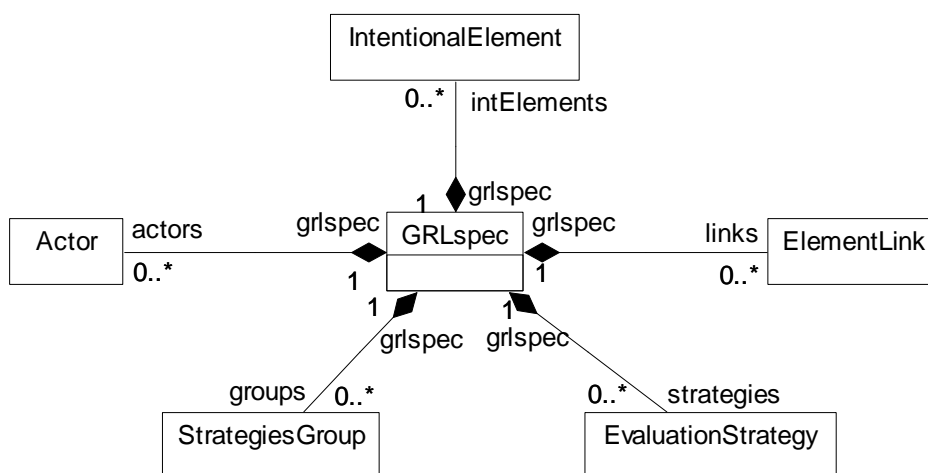 IntentionalElement
0..*
intElements
1
grlspec
actors
grlspec
GRLspec
grlspec
links
Actor
ElementLink
0..*
1
1
0..*
1
grlspec
1
grlspec
groups
0..*
0..*
strategies
StrategiesGroup
EvaluationStrategy